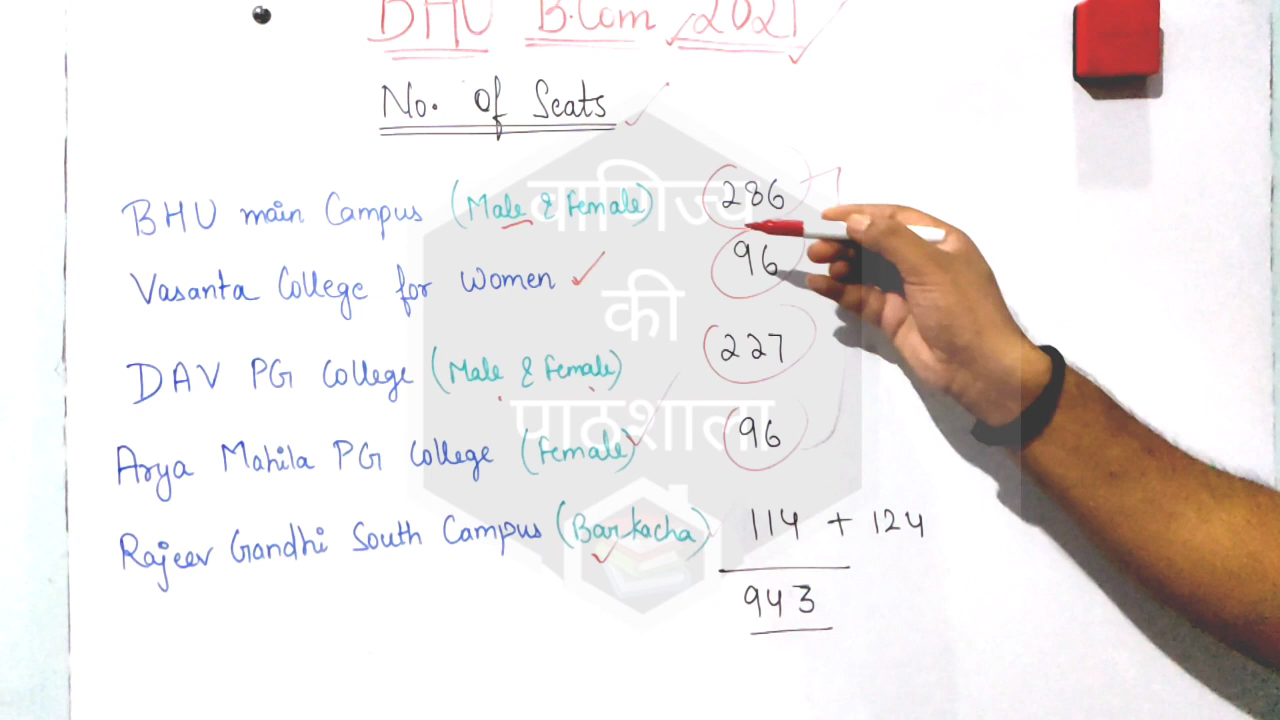 BHU B.Com 2021
No. Of Seats
BHU main Campus (Male & Female) 286
Vasanta College for Women 96
DAV PG College (Male & Female) 227
Arya Mahila PG College (Female) 96
Rajeev Gandhi South Campus (Barkacha) 114 + 124
943
वाणिज्य
की
पाठशाला